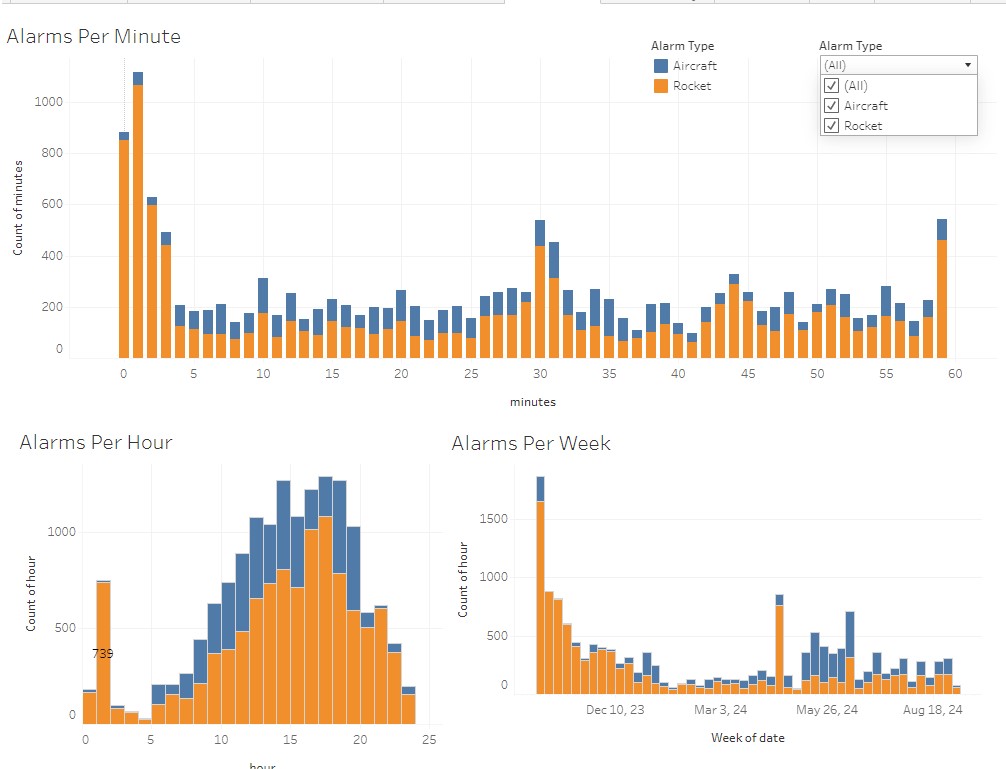 Alarms Per Minute
Alarm Type
Aircraft
Rocket
Alarm Type
(All)
(All)
Aircraft
Rocket
Count of minutes
1000
800
600
400
200
0
0 5 10 15 20 25 30 35 40 45 50 55 60
minutes
Alarms Per Hour
Count of hour
1000
500
0
739
0 5 10 15 20 25
hour
Alarms Per Week
Count of hour
1500
1000
500
0
Dec 10, 23 Mar 3, 24 May 26, 24 Aug 18, 24
Week of date